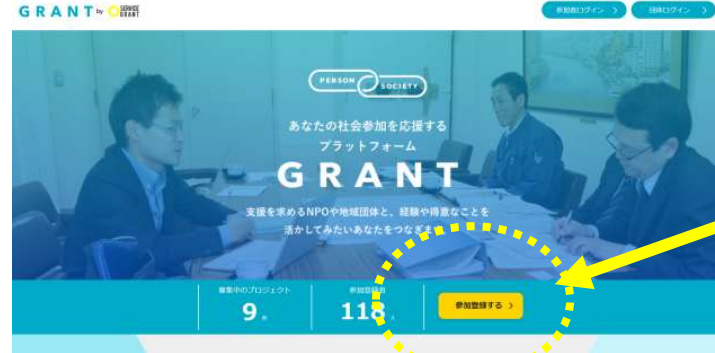 GRANT by SERVICE GRANT
参加者ログイン
団体ログイン
PERSON SOCIETY
あなたの社会参加を応援する
プラットフォーム
GRANT
支援を求めるNPOや地域団体と、経験や得意なことを
活かしてみたいあなたをつなぎます
募集中のプロジェクト
9 件
参加登録者
118 人
参加登録する